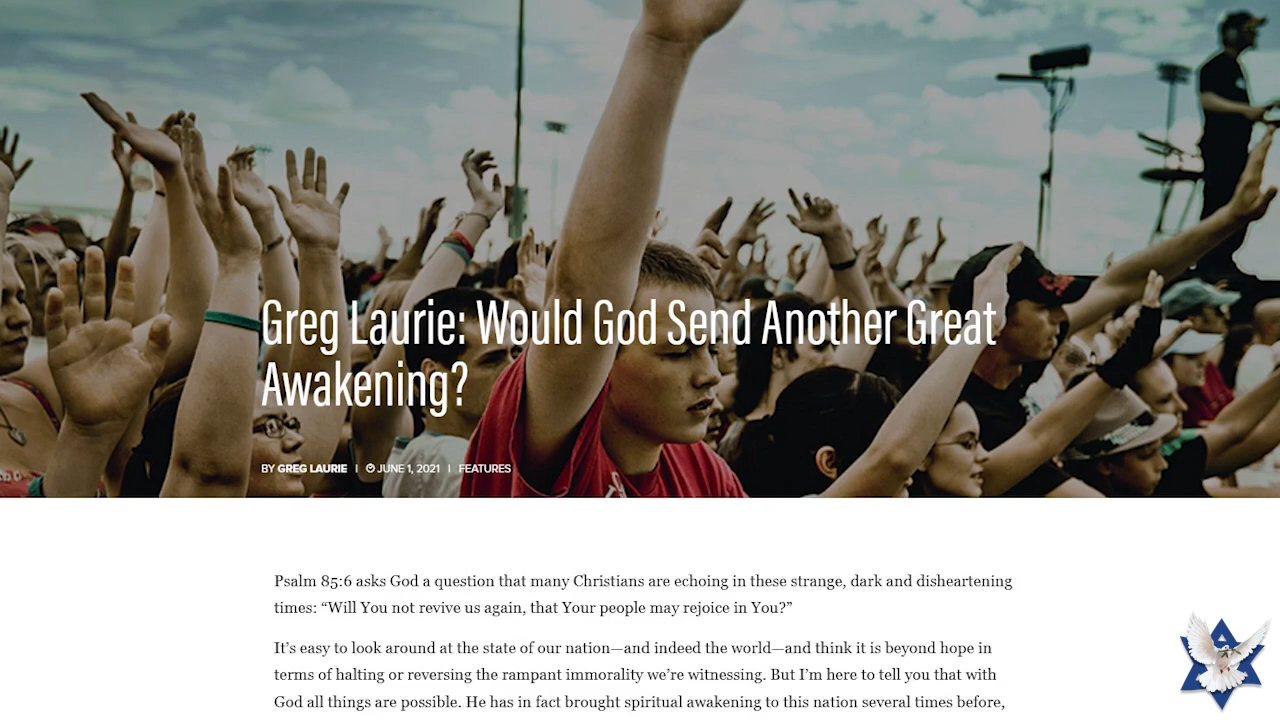 Greg Laurie: Would God Send Another Great
Awakening?
BY GREG LAURIE | JUNE 1, 2021 | FEATURES
Psalm 85:6 asks God a question that many Christians are echoing in these strange, dark and disheartening
times: “Will You not revive us again, that Your people may rejoice in You?”
It’s easy to look around at the state of our nation—and indeed the world—and think it is beyond hope in
terms of halting or reversing the rampant immorality we’re witnessing. But I’m here to tell you that with
God all things are possible. He has in fact brought spiritual awakening to this nation several times before,